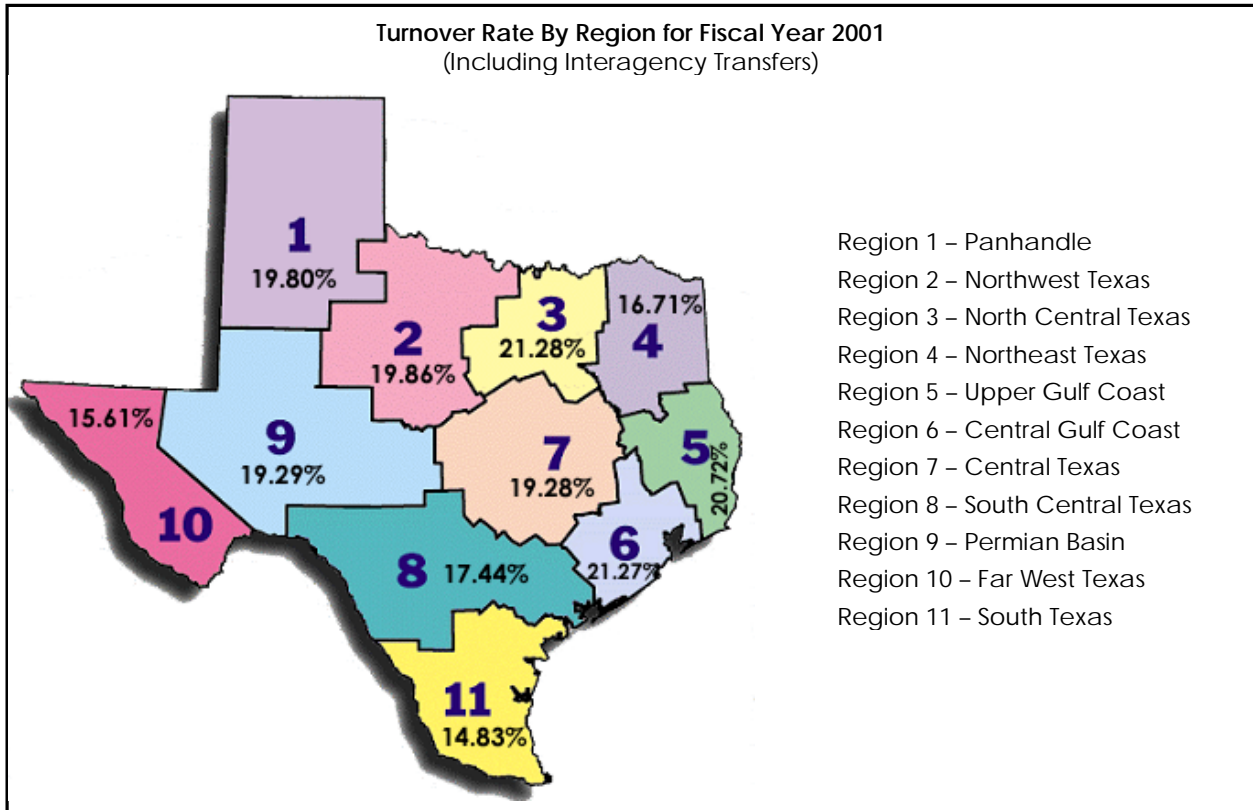 Turnover Rate By Region for Fiscal Year 2001
(Including Interagency Transfers)
1
19.80%
2
19.86%
3
21.28%
16.71%
4
15.61%
10
9
19.29%
7
19.28%
5
20.72%
6
21.27%
8 17.44%
11
14.83%
Region 1 – Panhandle
Region 2 – Northwest Texas
Region 3 – North Central Texas
Region 4 – Northeast Texas
Region 5 – Upper Gulf Coast
Region 6 – Central Gulf Coast
Region 7 – Central Texas
Region 8 – South Central Texas
Region 9 – Permian Basin
Region 10 – Far West Texas
Region 11 – South Texas